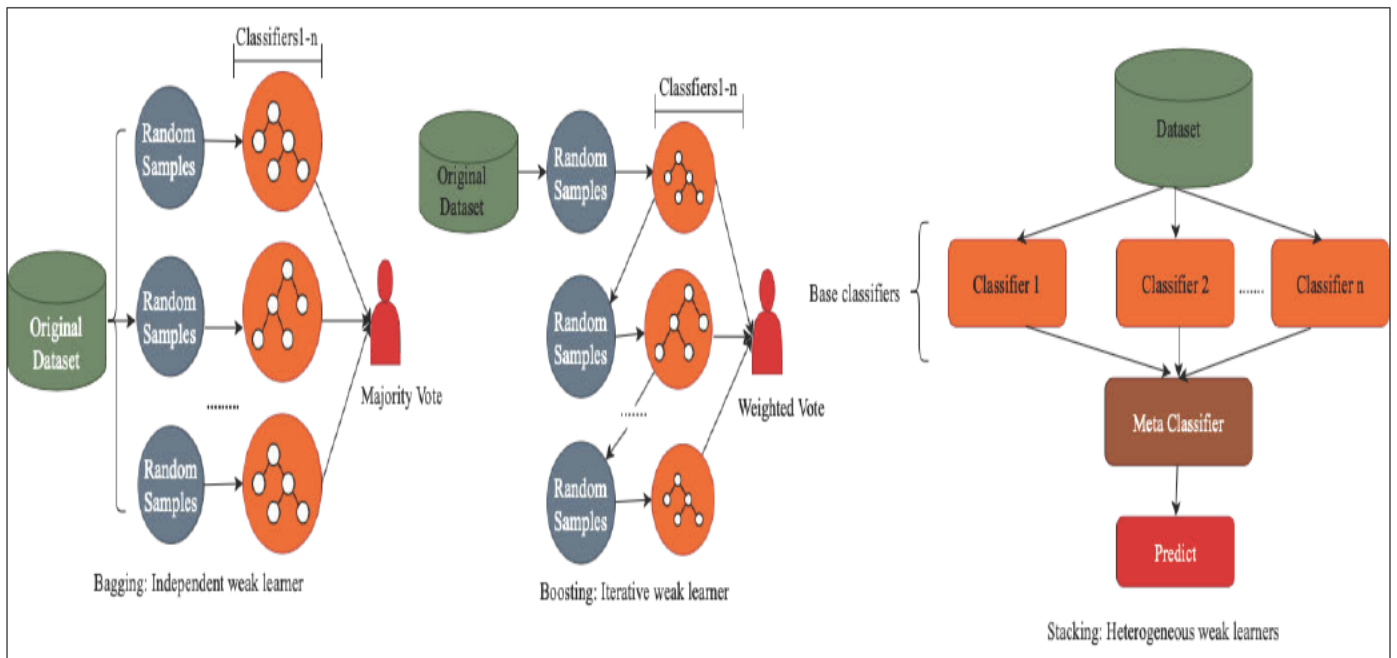 Classifiers1-n
Random
Samples
Original
Dataset
Random
Samples
.........
Random
Samples
Majority Vote
Bagging: Independent weak learner
Classfiers1-n
Original
Dataset
Random
Samples
Random
Samples
.......
Random
Samples
Weighted Vote
Boosting: Iterative weak learner
Dataset
Base classifiers
Classifier 1
Classifier 2
.......
Classifier n
Meta Classifier
Predict
Stacking: Heterogeneous weak learners